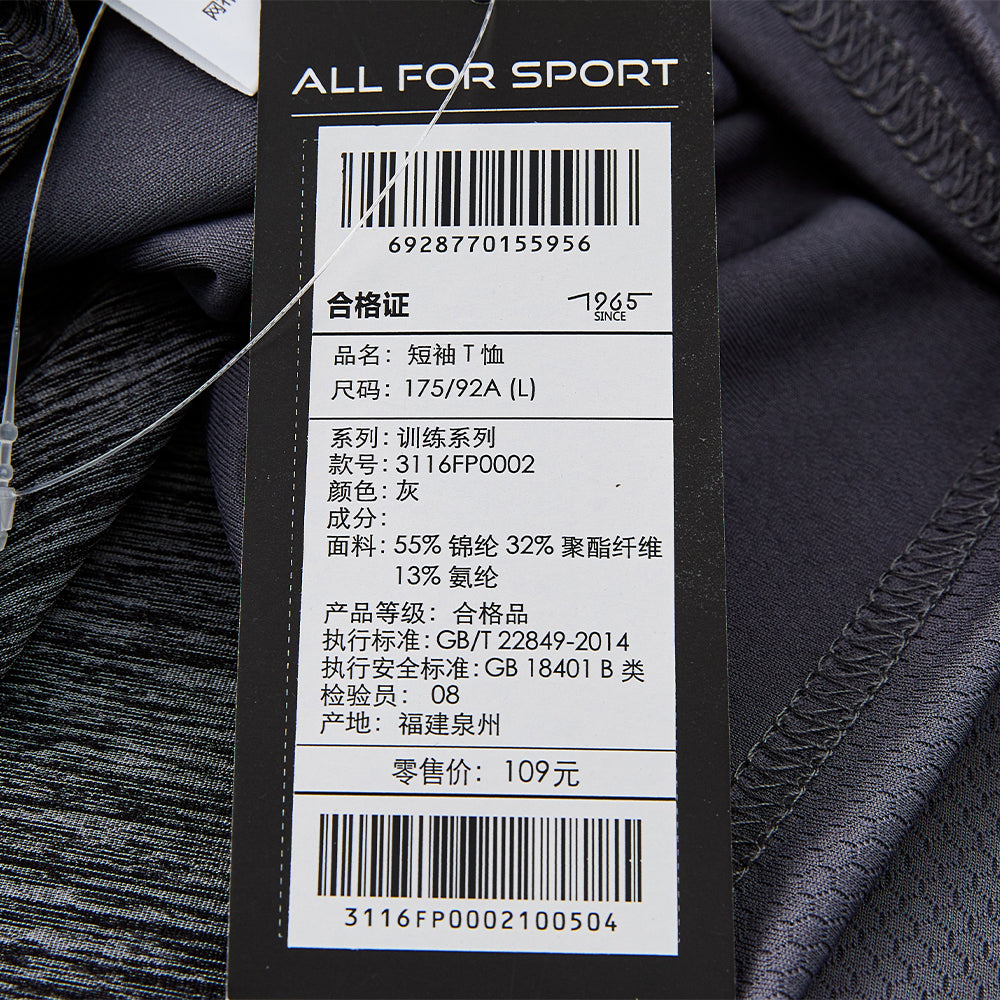 ALL FOR SPORT
6928770155956
合格证
1965
SINCE
品名：短袖T恤
尺码：175/92A (L)
系列：训练系列
款号：3116FP0002
颜色：灰
成分：
面料：55% 锦纶 32% 聚酯纤维
13% 氨纶
产品等级：合格品
执行标准：GB/T 22849-2014
执行安全标准：GB 18401 B 类
检验员：08
产地：福建泉州
零售价：109元
3116FP0002100504